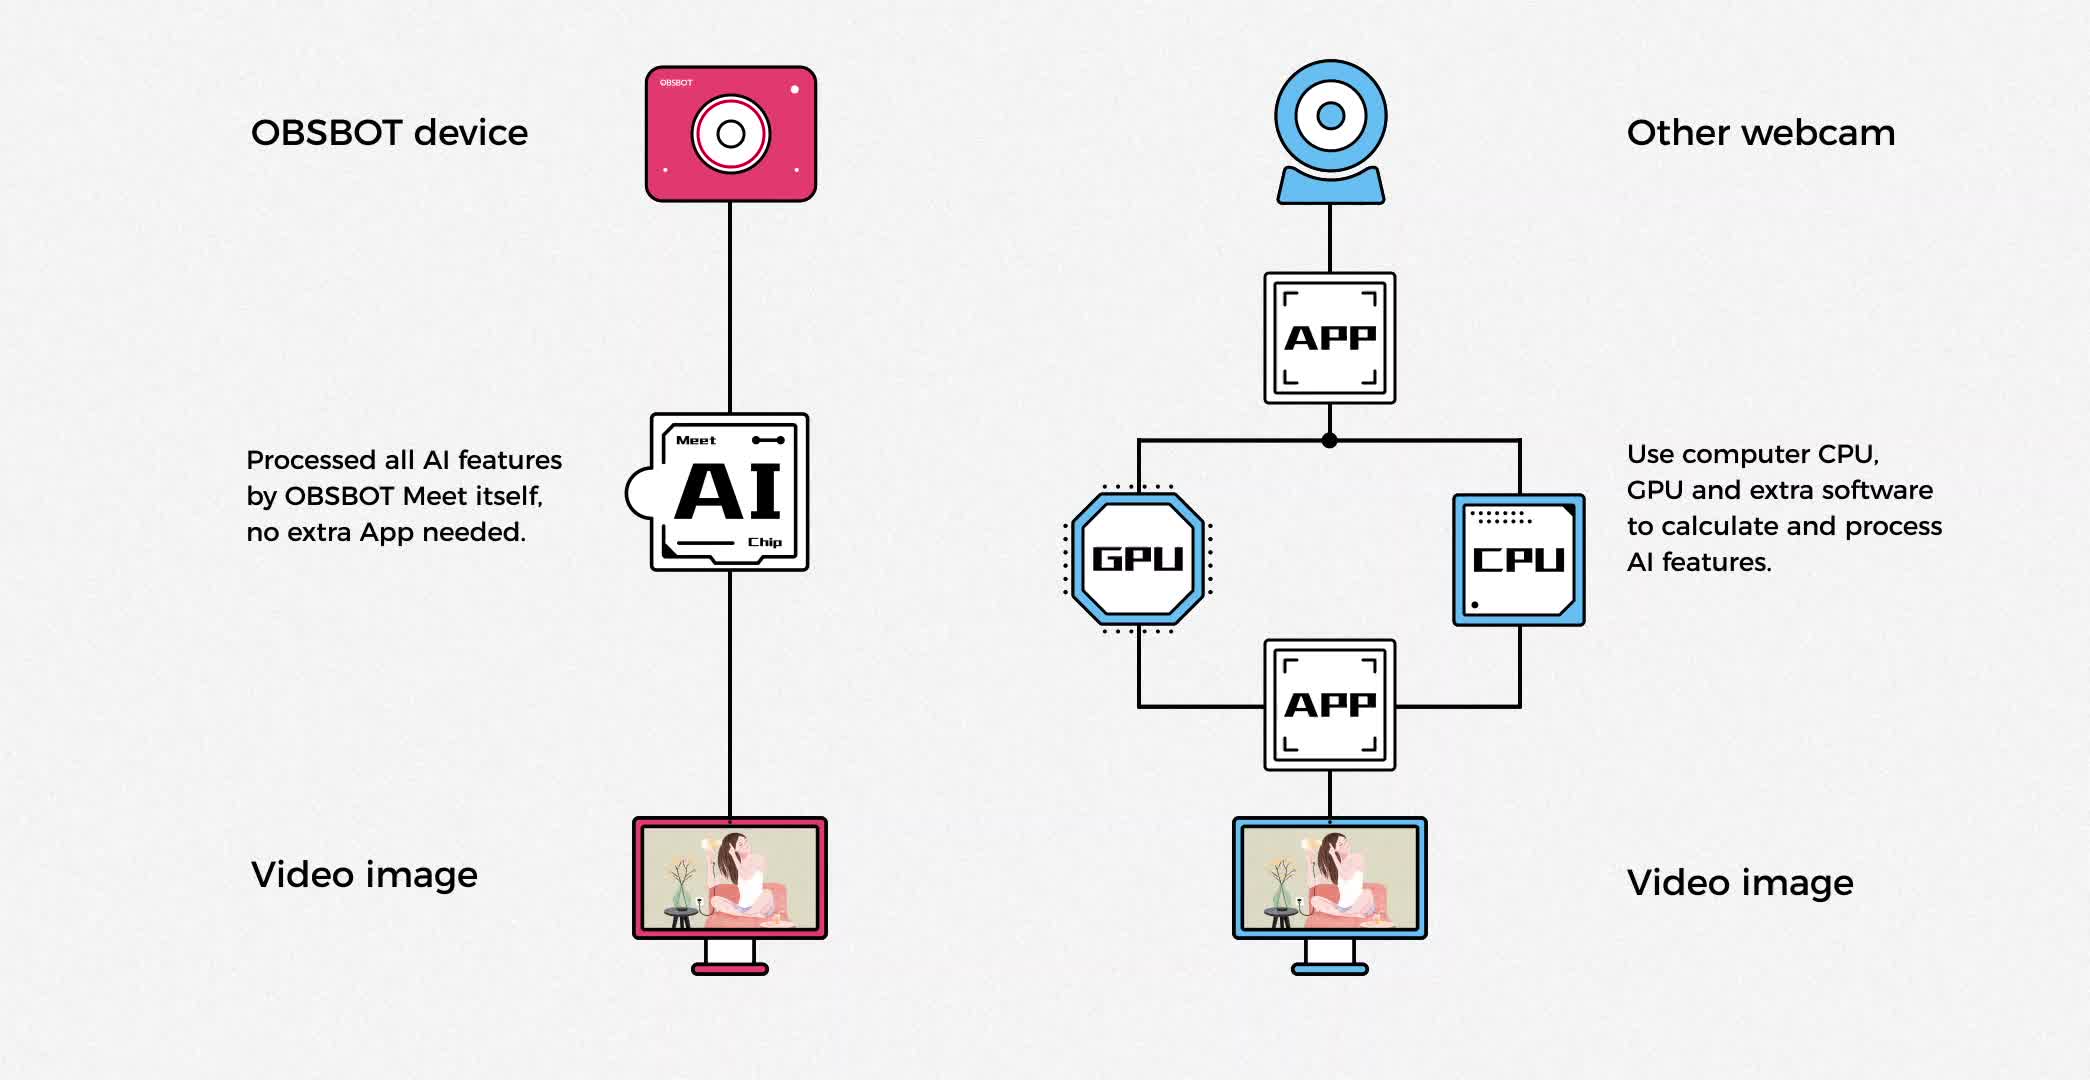 OBSBOT
OBSBOT device
Other webcam
APP
Meet
AI
Chip
Processed all AI features
by OBSBOT Meet itself,
no extra App needed.
GPU
CPU
Use computer CPU,
GPU and extra software
to calculate and process
AI features.
APP
Video image
Video image